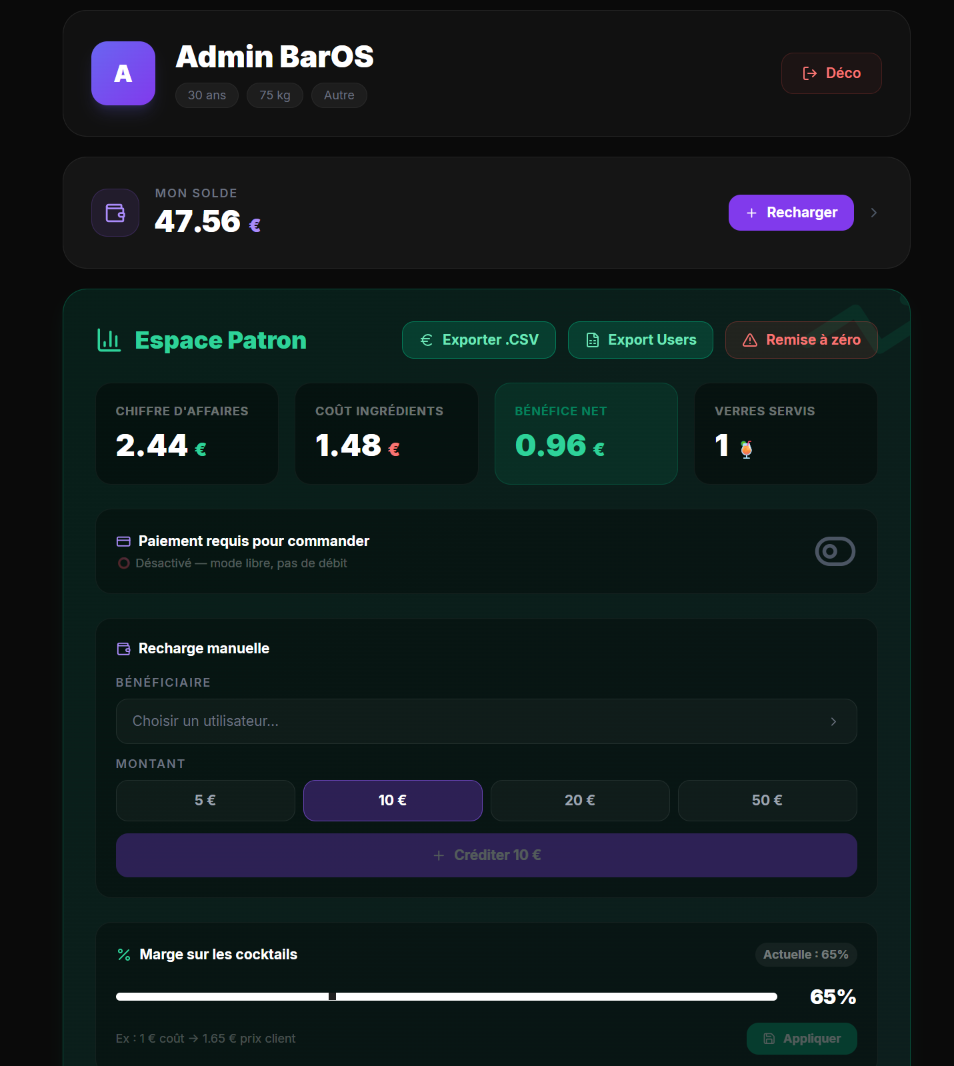 A
Admin BarOS
30 ans 75 kg Autre
Déco
MON SOLDE
47.56 €
+ Recharger
Espace Patron
€ Exporter .CSV
Export Users
Remise à zéro
CHIFFRE D'AFFAIRES
2.44 €
COÛT INGRÉDIENTS
1.48 €
BÉNÉFICE NET
0.96 €
VERRES SERVIS
1 🍹
Paiement requis pour commander
Désactivé — mode libre, pas de débit
Recharge manuelle
BÉNÉFICIAIRE
Choisir un utilisateur...
MONTANT
5 € 10 € 20 € 50 €
+ Créditer 10 €
% Marge sur les cocktails
Actuelle : 65%
65%
Ex : 1 € coût → 1.65 € prix client
Appliquer